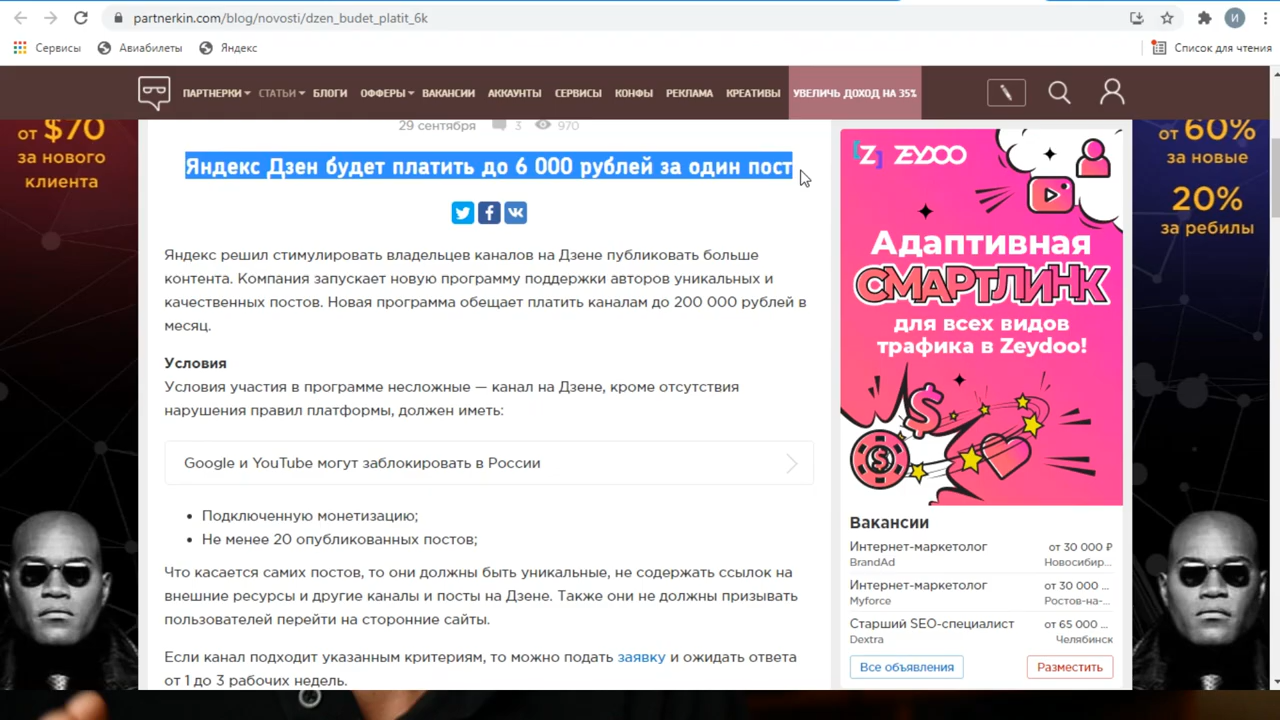 partnerkin.com/blog/novosti/dzen_budet_platit_6k
И
Сервисы
Авиабилеты
Яндекс
Список для чтения
ПАРТНЕРКИ
СТАТЬИ
БЛОГИ
ОФФЕРЫ
ВАКАНСИИ
АККАУНТЫ
СЕРВИСЫ
КОНФЫ
РЕКЛАМА
КРЕАТИВЫ
УВЕЛИЧЬ ДОХОД НА 35%
от $70
за нового
клиента
29 сентября 3 970
Яндекс Дзен будет платить до 6 000 рублей за один пост
Яндекс решил стимулировать владельцев каналов на Дзене публиковать больше
контента. Компания запускает новую программу поддержки авторов уникальных и
качественных постов. Новая программа обещает платить каналам до 200 000 рублей в
месяц.
Условия
Условия участия в программе несложные — канал на Дзене, кроме отсутствия
нарушения правил платформы, должен иметь:
Google и YouTube могут заблокировать в России
• Подключенную монетизацию;
• Не менее 20 опубликованных постов;
Что касается самих постов, то они должны быть уникальные, не содержать ссылок на
внешние ресурсы и другие каналы и посты на Дзене. Также они не должны призывать
пользователей перейти на сторонние сайты.
Если канал подходит указанным критериям, то можно подать заявку и ожидать ответа
от 1 до 3 рабочих недель.
Z ZEYDOO
Адаптивная
СМАРТЛИНК
для всех видов
трафика в Zeydoo!
Вакансии
Интернет-маркетолог от 30 000 ₽
BrandAd Новосибир...
Интернет-маркетолог от 30 000 ...
Myforce Ростов-на-...
Старший SEO-специалист от 65 000 ...
Dextra Челябинск
Все объявления
Разместить
от 60%
за новые
20%
за ребилы